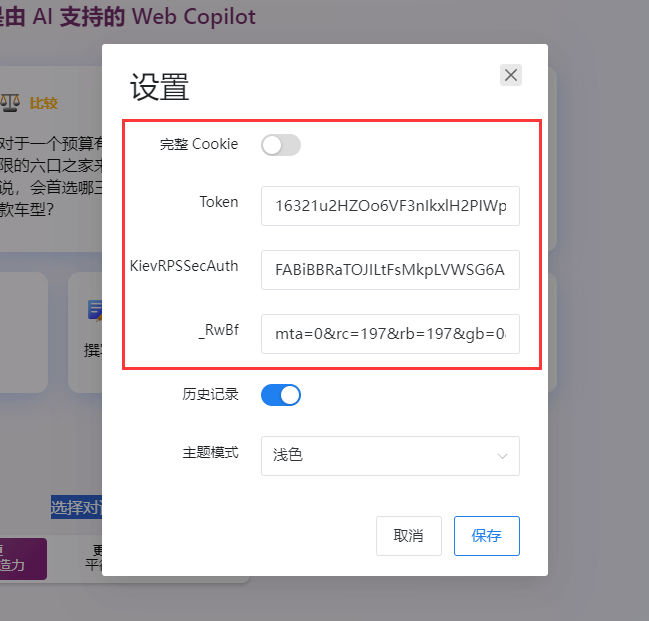 是由 AI 支持的 Web Copilot
比较
对于一个预算有
限的六口之家来
说，会首选哪三
款车型？
设置
完整 Cookie
Token
16321u2HZOo6VF3nIkxlH2PIWp
KievRPSSecAuth
FABiBBRaTOJILtFsMkpLVWSG6A
_RwBf
mta=0&rc=197&rb=197&gb=0
历史记录
主题模式
浅色
取消
保存
撰
选择对
更
造力
更
平